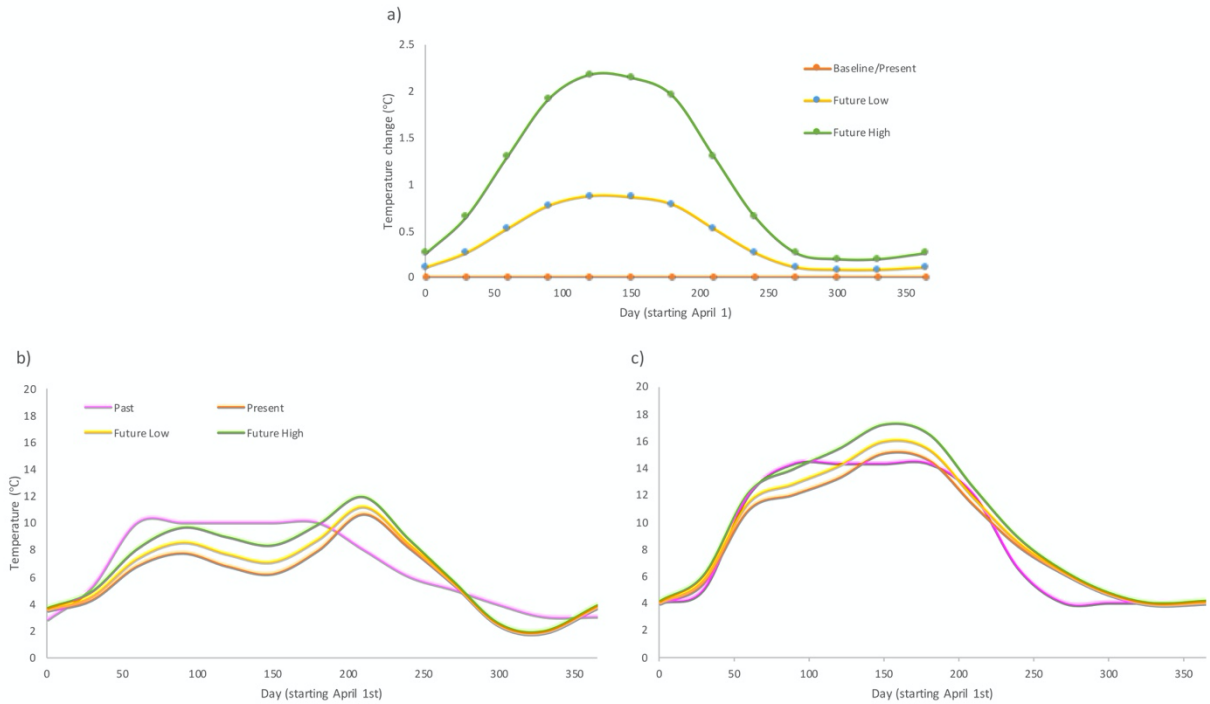 a)
2.5
2
1.5
1
0.5
0
Temperature change (°C)
0 50 100 150 200 250 300 350
Day (starting April 1)
Baseline/Present
Future Low
Future High
b)
20
18
16
14
12
10
8
6
4
2
0
Temperature (°C)
0 50 100 150 200 250 300 350
Day (starting April 1st)
Past Present
Future Low Future High
c)
20
18
16
14
12
10
8
6
4
2
0
0 50 100 150 200 250 300 350
Day (starting April 1st)